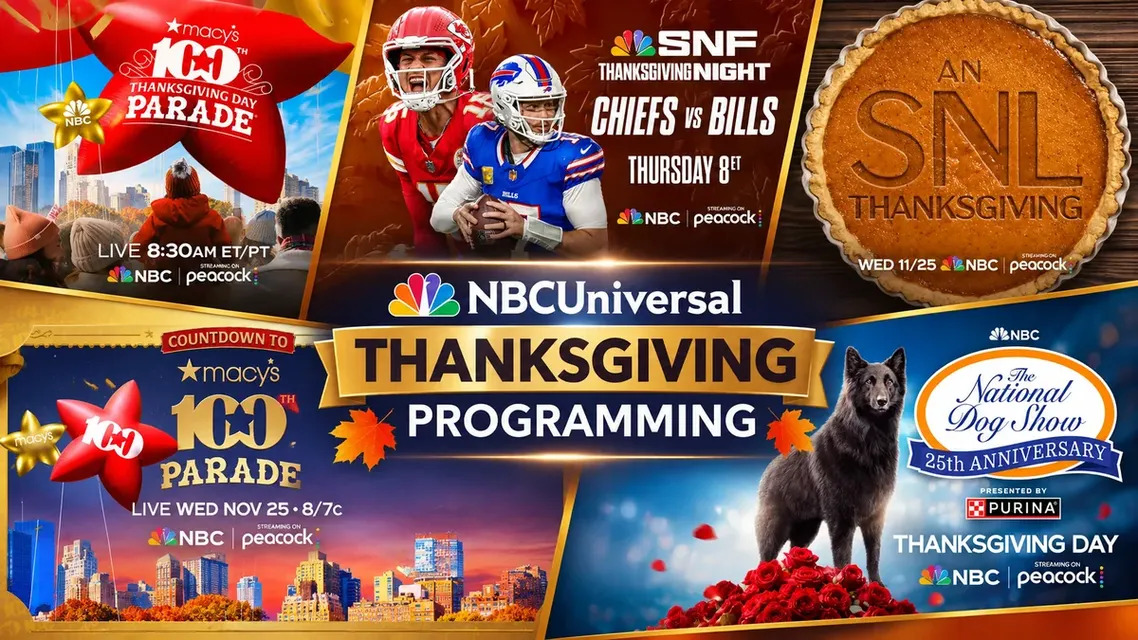 ★macy's
100TH
THANKSGIVING DAY
PARADE
NBC
LIVE 8:30AM ET/PT
NBC | STREAMING ON peacock
SNF
THANKSGIVING NIGHT
CHIEFS VS BILLS
THURSDAY 8ET
NBC | STREAMING ON peacock
BILLS
AN
SNL
THANKSGIVING
WED 11/25 NBC | STREAMING ON peacock
NBCUniversal
THANKSGIVING
PROGRAMMING
COUNTDOWN TO
★macy's
100TH
PARADE
macy's
100
LIVE WED NOV 25 • 8/7c
NBC | STREAMING ON peacock
NBC
The
National
Dog Show
25th ANNIVERSARY
PRESENTED BY
PURINA
THANKSGIVING DAY
NBC | STREAMING ON peacock